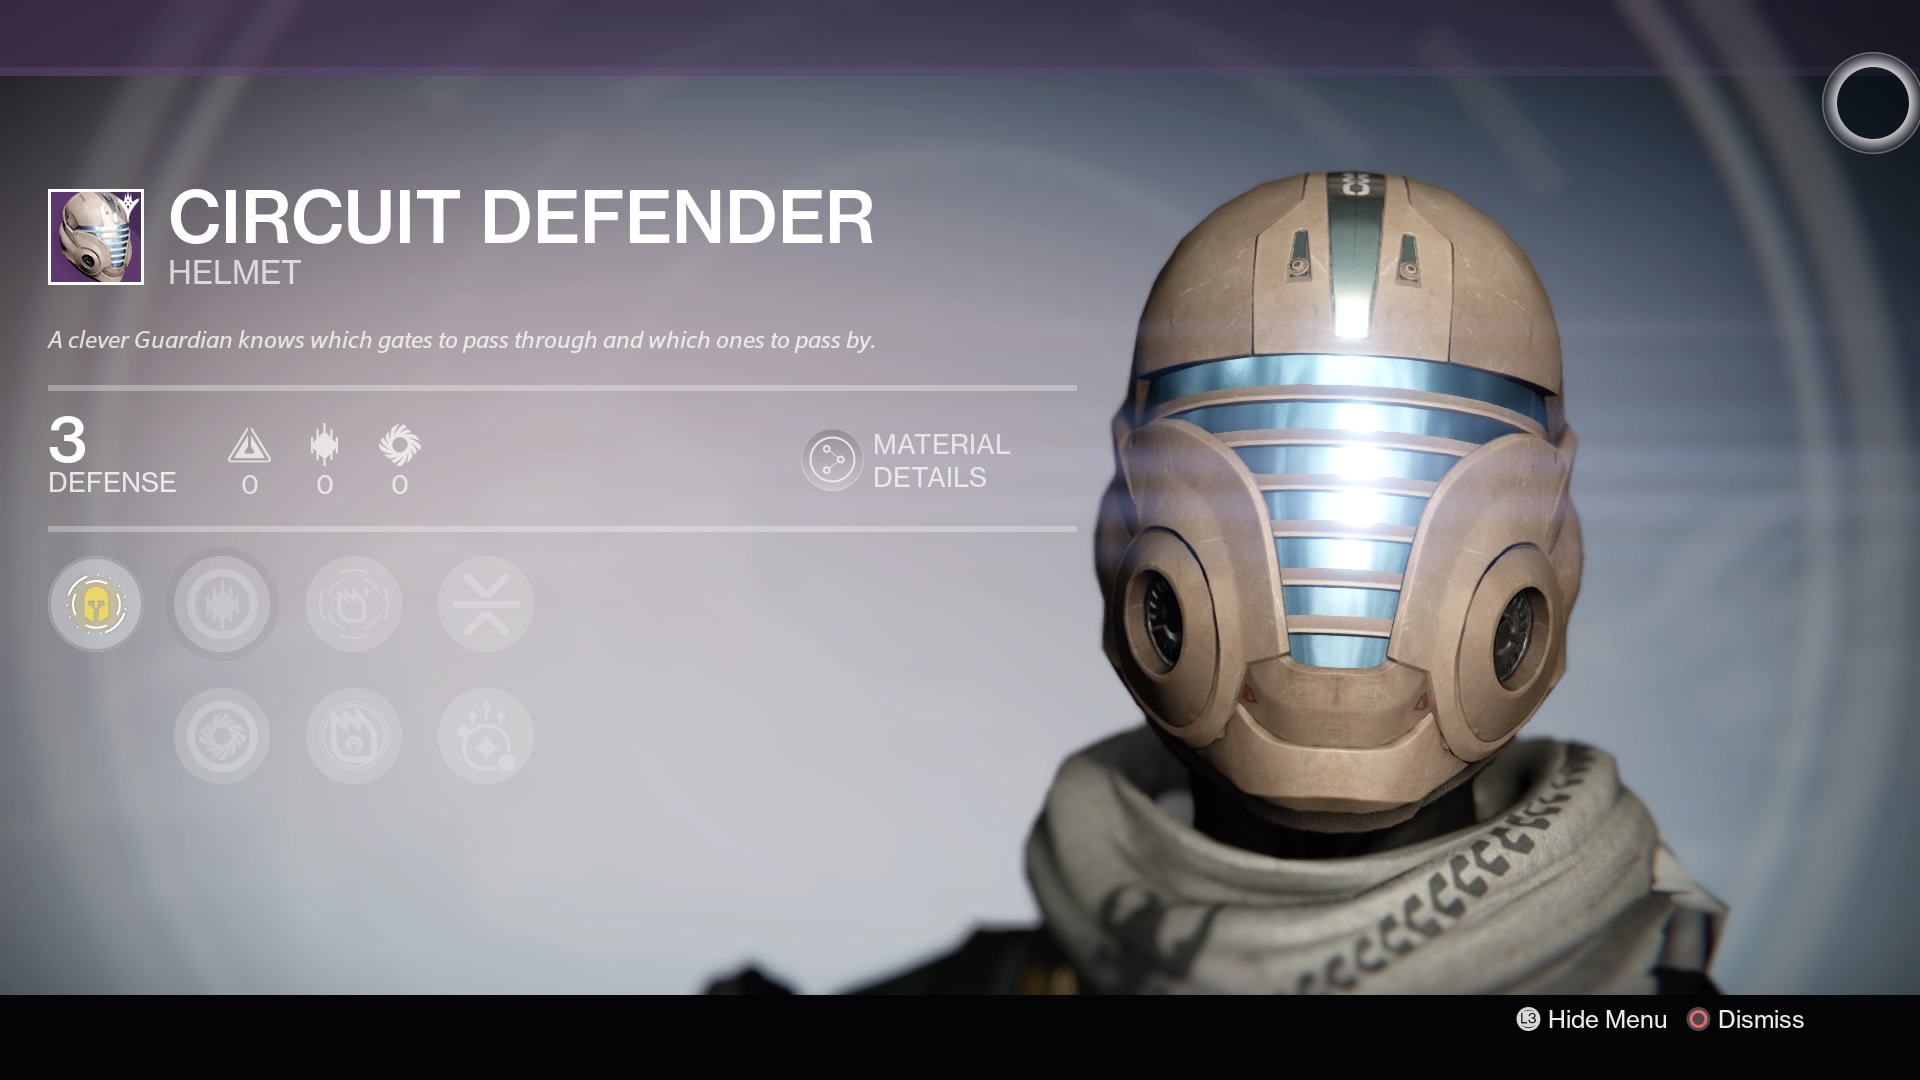 CIRCUIT DEFENDER
HELMET
A clever Guardian knows which gates to pass through and which ones to pass by.
3
DEFENSE
0 0 0
MATERIAL
DETAILS
L3 Hide Menu Dismiss